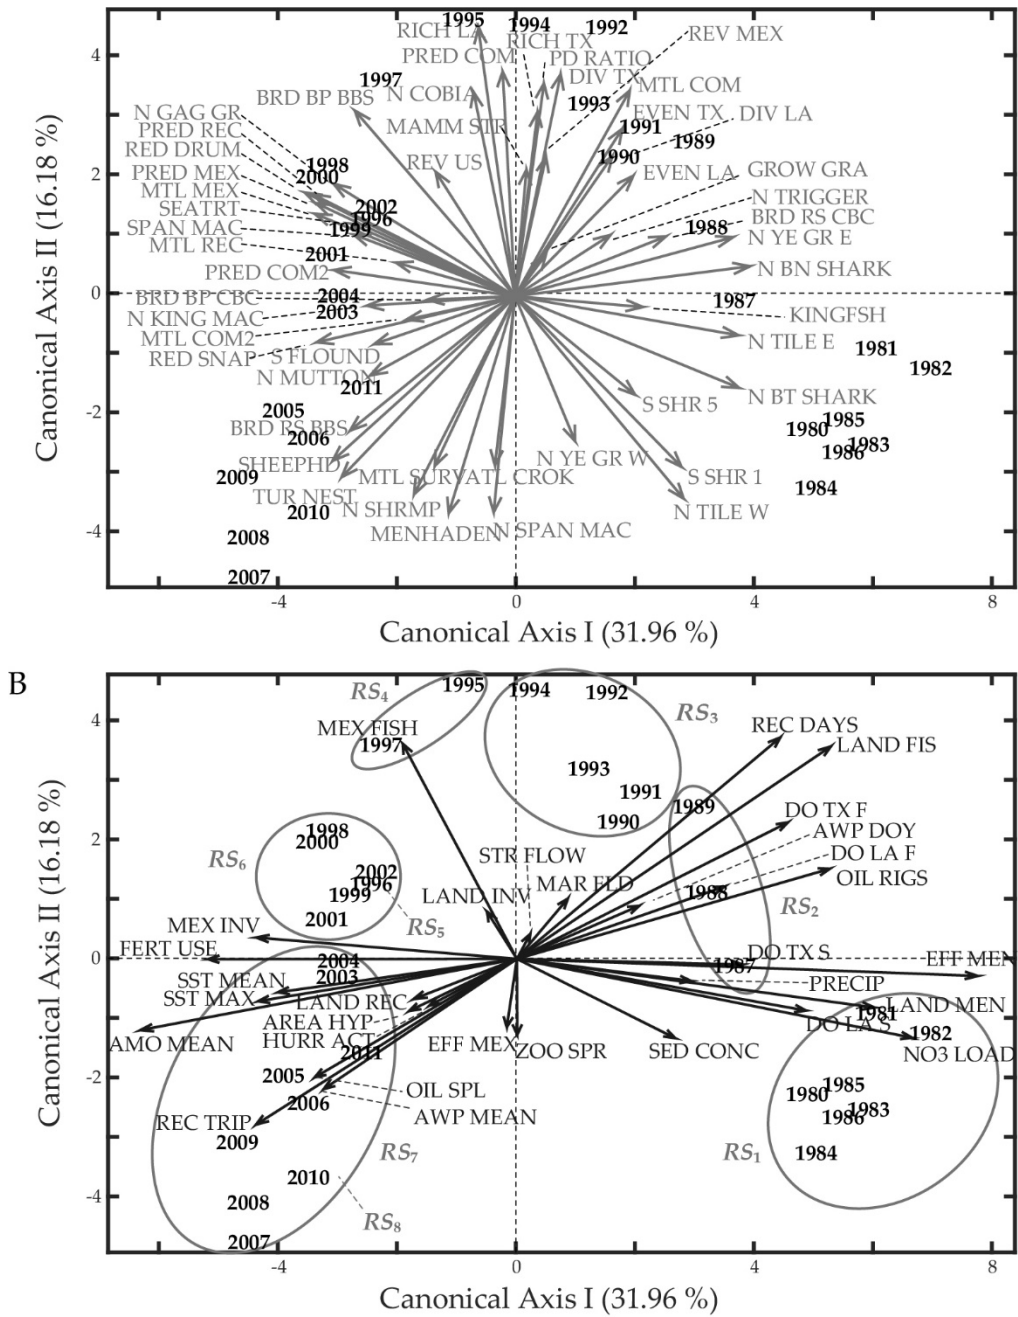 1995
1994
1992
RICH LA
RICH TX
REV MEX
PRED COM
PD RATIO
1997
DIV TX
MTL COM
BRD BP BBS
N COBIA
1993
N GAG GR
EVEN TX
DIV LA
PRED REC
MAMM STR
1991
RED DRUM
1990
1989
1998
REV US
PRED MEX
2000
EVEN LA
GROW GRA
MTL MEX
N TRIGGER
SEATRT
2002
1996
BRD RS CBC
SPAN MAC
1999
1988
N YE GR E
MTL REC
2001
PRED COM2
N BN SHARK
BRD BP CBC
2004
1987
N KING MAC
2003
KINGFSH
MTL COM2
N TILE E
RED SNAP
S FLOUND
1981
N MUTTON
1982
2011
N BT SHARK
2005
S SHR 5
BRD RS BBS
1985
2006
1980
1983
1986
SHEEPHD
N YE GR W
2009
MTL SURV
ATL CROK
S SHR 1
1984
TUR NEST
2010
N SHRMP
N TILE W
MENHADEN
N SPAN MAC
2008
2007
4
2
0
-2
-4
Canonical Axis II (16.18 %)
-4
0
4
8
Canonical Axis I (31.96 %)
B
RS4
1995
1994
1992
RS3
MEX FISH
REC DAYS
1997
LAND FIS
1993
1991
1989
1990
DO TX F
1998
AWP DOY
2000
RS6
STR FLOW
DO LA F
2002
1996
MAR FLD
OIL RIGS
1999
LAND INV
1988
RS2
2001
RS5
MEX INV
FERT USE
2004
DO TX S
EFF MEN
1987
SST MEAN
2003
PRECIP
SST MAX
LAND REC
LAND MEN
AREA HYP
1981
DO LA S
AMO MEAN
HURR ACT
EFF MEX
1982
2011
ZOO SPR
SED CONC
NO3 LOAD
2005
OIL SPL
1985
1980
2006
AWP MEAN
1983
REC TRIP
1986
2009
RS7
RS1
1984
2010
2008
RS8
2007
4
2
0
-2
-4
Canonical Axis II (16.18 %)
-4
0
4
8
Canonical Axis I (31.96 %)